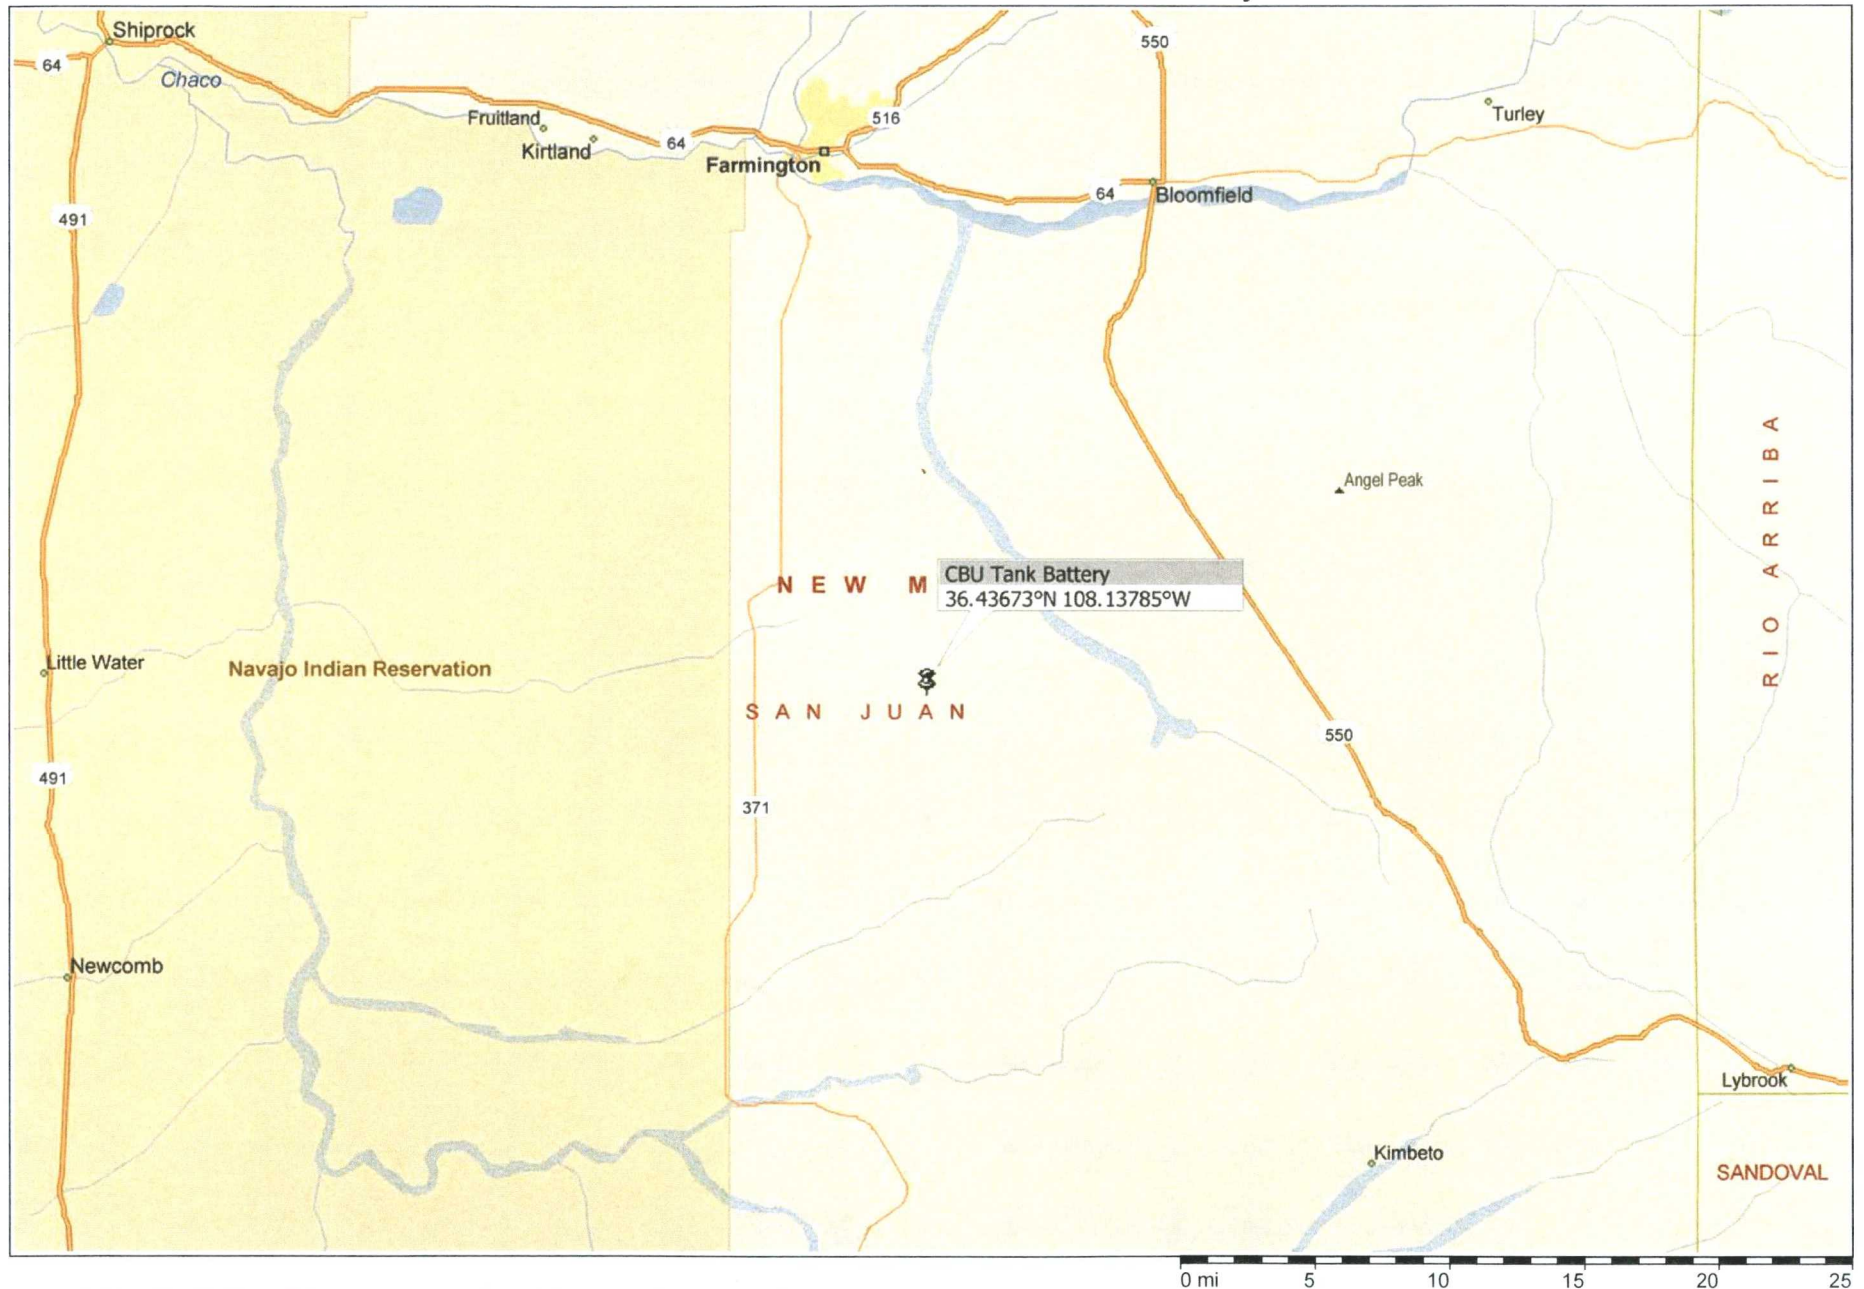 Shiprock
550
64
Chaco
Turley
Fruitland
516
64
Kirtland
Farmington
64
Bloomfield
491
Angel Peak
RIO ARRIBA
CBU Tank Battery
NEW M
36.43673°N 108.13785°W
Little Water
Navajo Indian Reservation
SAN JUAN
550
491
371
Newcomb
Lybrook
Kimbeto
SANDOVAL
0 mi 5 10 15 20 25